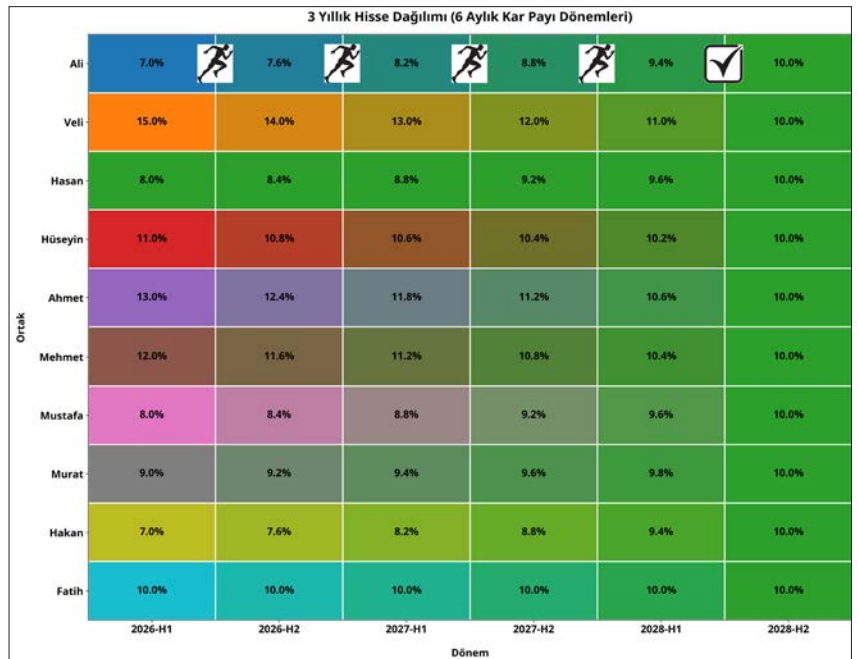 3 Yıllık Hisse Dağılımı (6 Aylık Kar Payı Dönemleri)
Ortak
Ali 7.0% 7.6% 8.2% 8.8% 9.4% 10.0%
Veli 15.0% 14.0% 13.0% 12.0% 11.0% 10.0%
Hasan 8.0% 8.4% 8.8% 9.2% 9.6% 10.0%
Hüseyin 11.0% 10.8% 10.6% 10.4% 10.2% 10.0%
Ahmet 13.0% 12.4% 11.8% 11.2% 10.6% 10.0%
Mehmet 12.0% 11.6% 11.2% 10.8% 10.4% 10.0%
Mustafa 8.0% 8.4% 8.8% 9.2% 9.6% 10.0%
Murat 9.0% 9.2% 9.4% 9.6% 9.8% 10.0%
Hakan 7.0% 7.6% 8.2% 8.8% 9.4% 10.0%
Fatih 10.0% 10.0% 10.0% 10.0% 10.0% 10.0%
2026-H1 2026-H2 2027-H1 2027-H2 2028-H1 2028-H2
Dönem